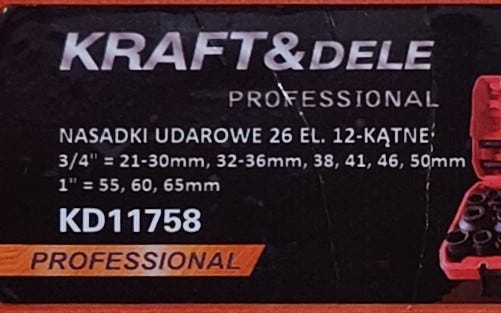 KRAFT&DELE
PROFESSIONAL
NASADKI UDAROWE 26 EL. 12-KĄTNE:
3/4" = 21-30mm, 32-36mm, 38, 41, 46, 50mm
1" = 55, 60, 65mm
KD11758
PROFESSIONAL